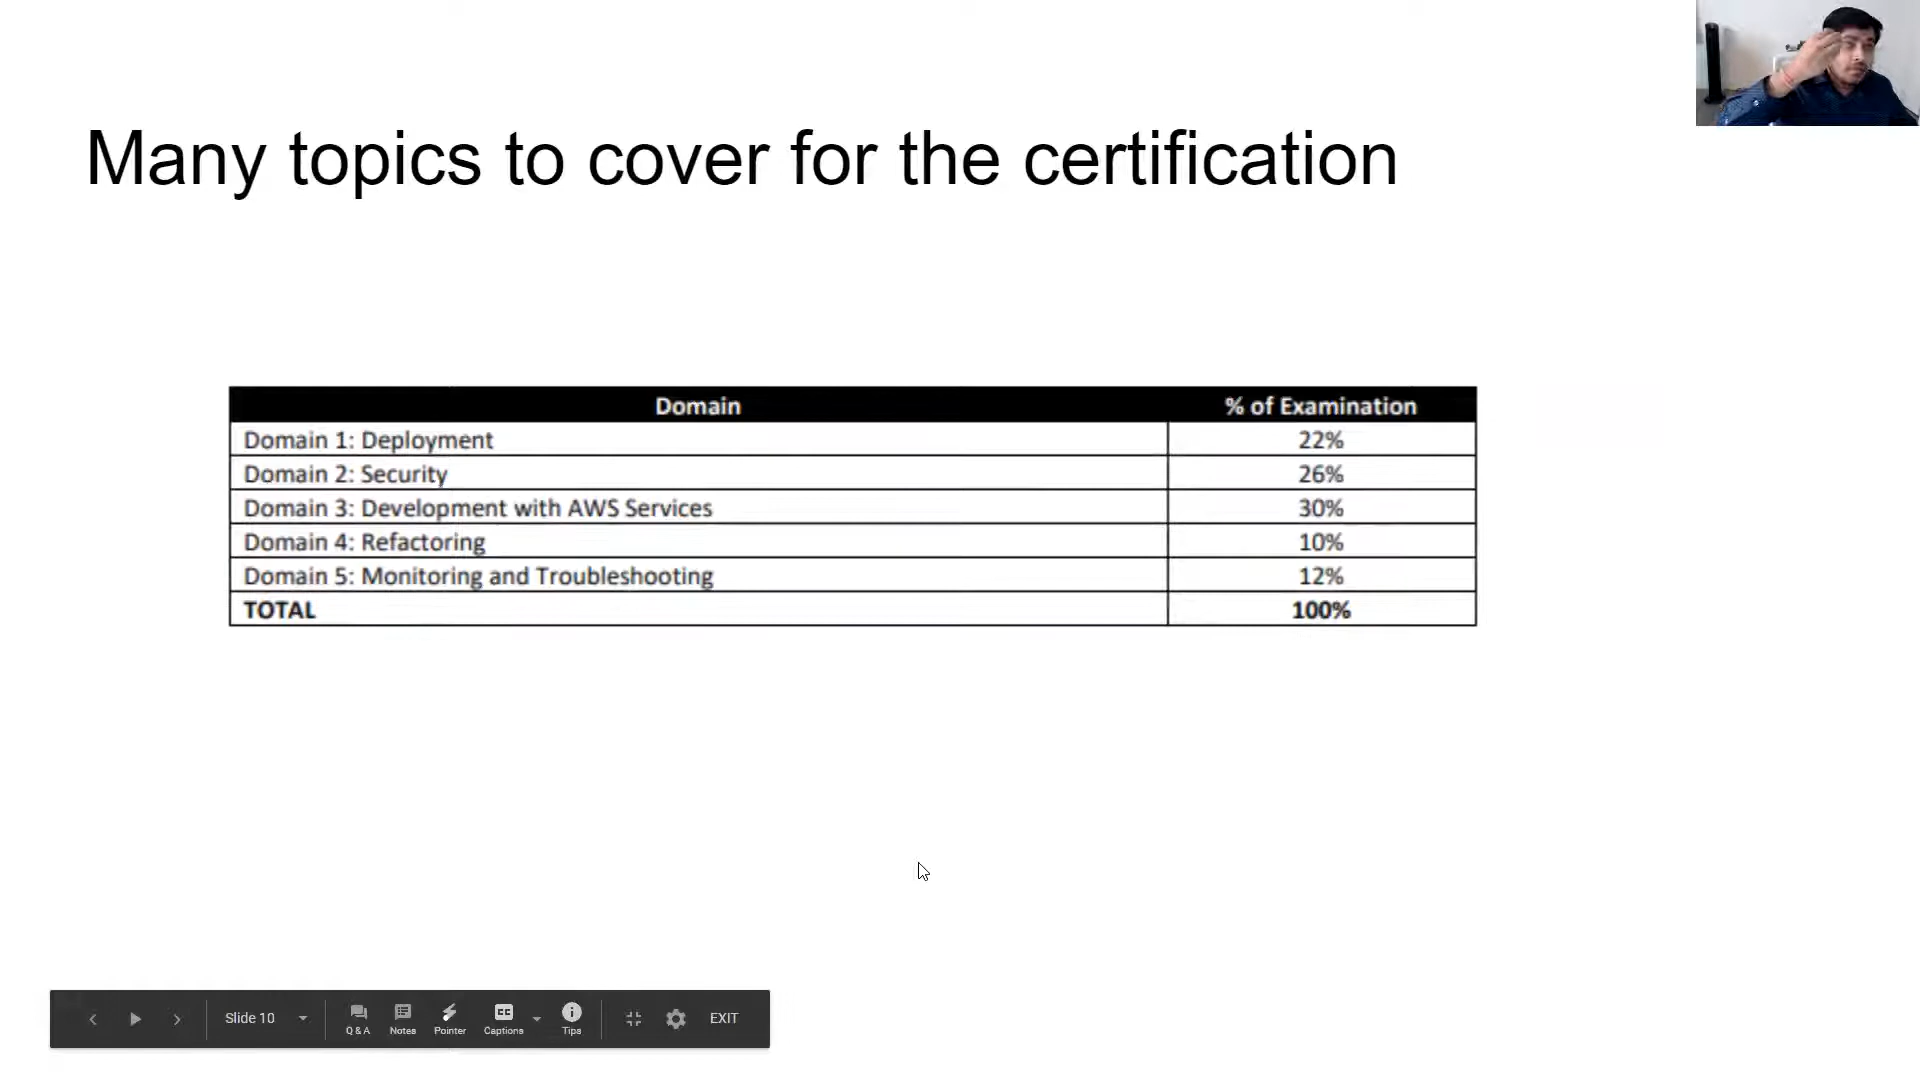 Many topics to cover for the certification
Domain % of Examination
Domain 1: Deployment 22%
Domain 2: Security 26%
Domain 3: Development with AWS Services 30%
Domain 4: Refactoring 10%
Domain 5: Monitoring and Troubleshooting 12%
TOTAL 100%
Slide 10 Q & A Notes Pointer CC Captions Tips EXIT